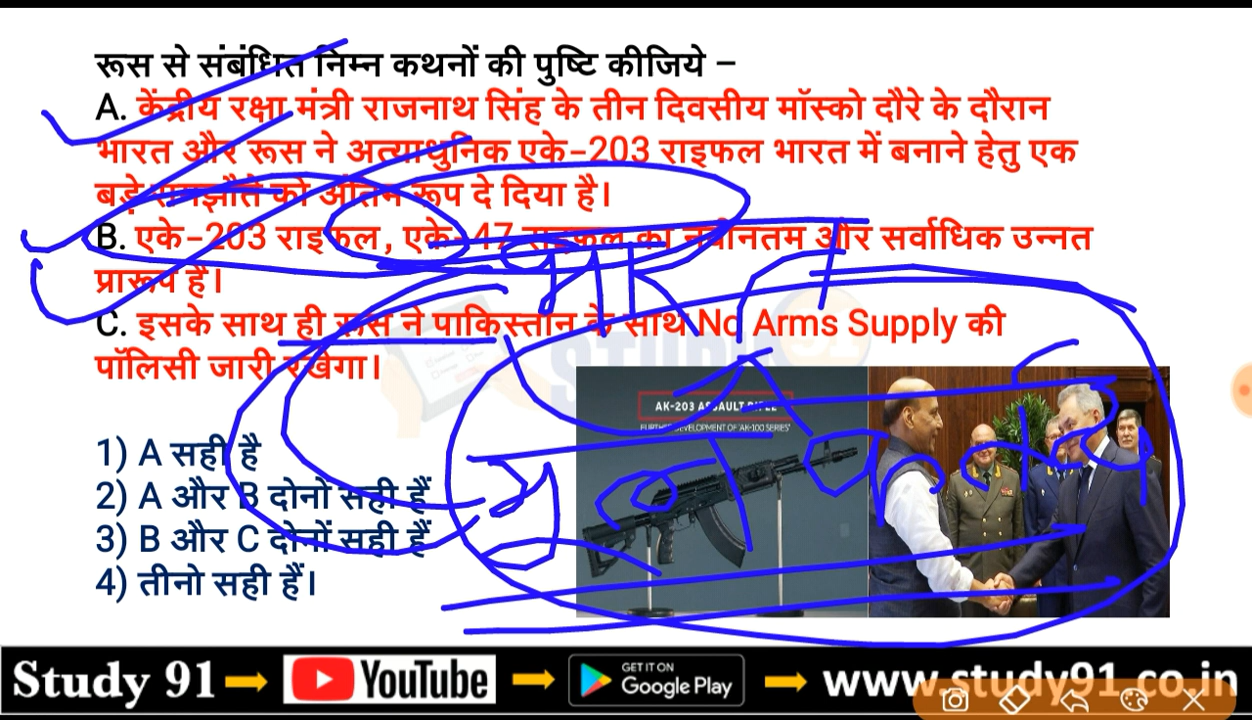 रूस से संबंधित निम्न कथनों की पुष्टि कीजिये –
A. केंद्रीय रक्षा मंत्री राजनाथ सिंह के तीन दिवसीय मॉस्को दौरे के दौरान
भारत और रूस ने अत्याधुनिक एके–203 राइफल भारत में बनाने हेतु एक
बड़े समझौते को अंतिम रूप दे दिया है।
B. एके–203 राइफल, एके–47 राइफल का नवीनतम और सर्वाधिक उन्नत
प्रारूप है।
C. इसके साथ ही रूस ने पाकिस्तान के साथ No Arms Supply की
पॉलिसी जारी रखेगा।
AK-203 ASSAULT RIFLE
FURTHER DEVELOPMENT OF "AK-100 SERIES"
1) A सही है
2) A और B दोनो सही हैं
3) B और C दोनों सही हैं
4) तीनो सही हैं।
Study 91 YouTube GET IT ON Google Play www.study91.co.in